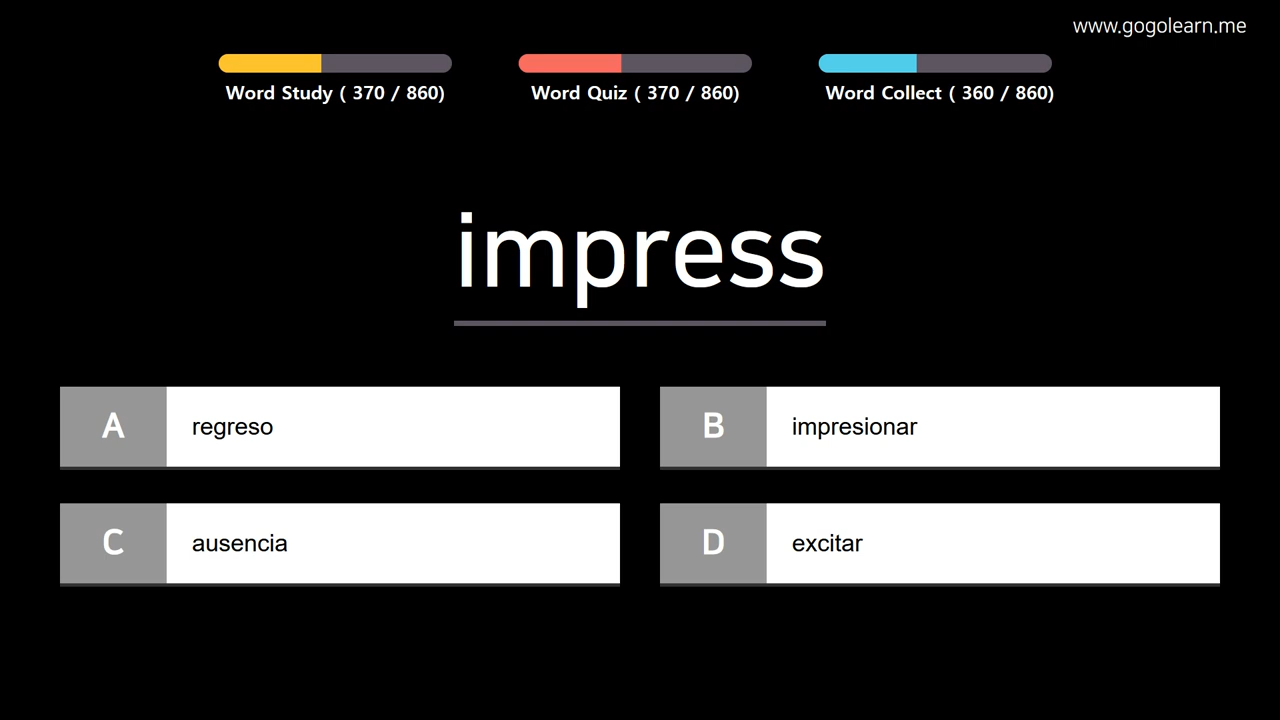 www.gogolearn.me
Word Study ( 370 / 860)
Word Quiz ( 370 / 860)
Word Collect ( 360 / 860)
impress
A regreso
B impresionar
C ausencia
D excitar